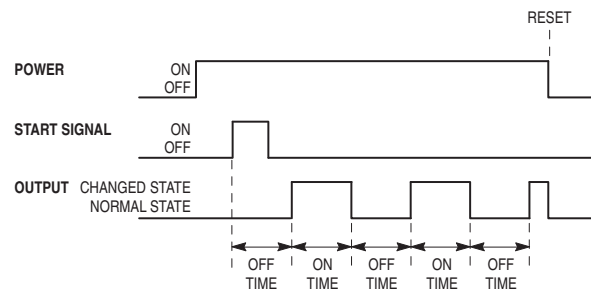 RESET
POWER ON
OFF
START SIGNAL ON
OFF
OUTPUT CHANGED STATE
NORMAL STATE
OFF TIME
ON TIME
OFF TIME
ON TIME
OFF TIME